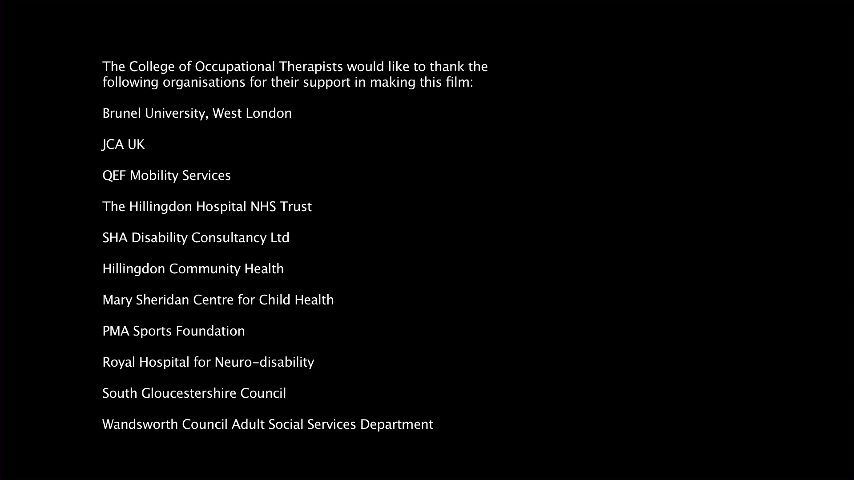 The College of Occupational Therapists would like to thank the
following organisations for their support in making this film:
Brunel University, West London
JCA UK
QEF Mobility Services
The Hillingdon Hospital NHS Trust
SHA Disability Consultancy Ltd
Hillingdon Community Health
Mary Sheridan Centre for Child Health
PMA Sports Foundation
Royal Hospital for Neuro-disability
South Gloucestershire Council
Wandsworth Council Adult Social Services Department